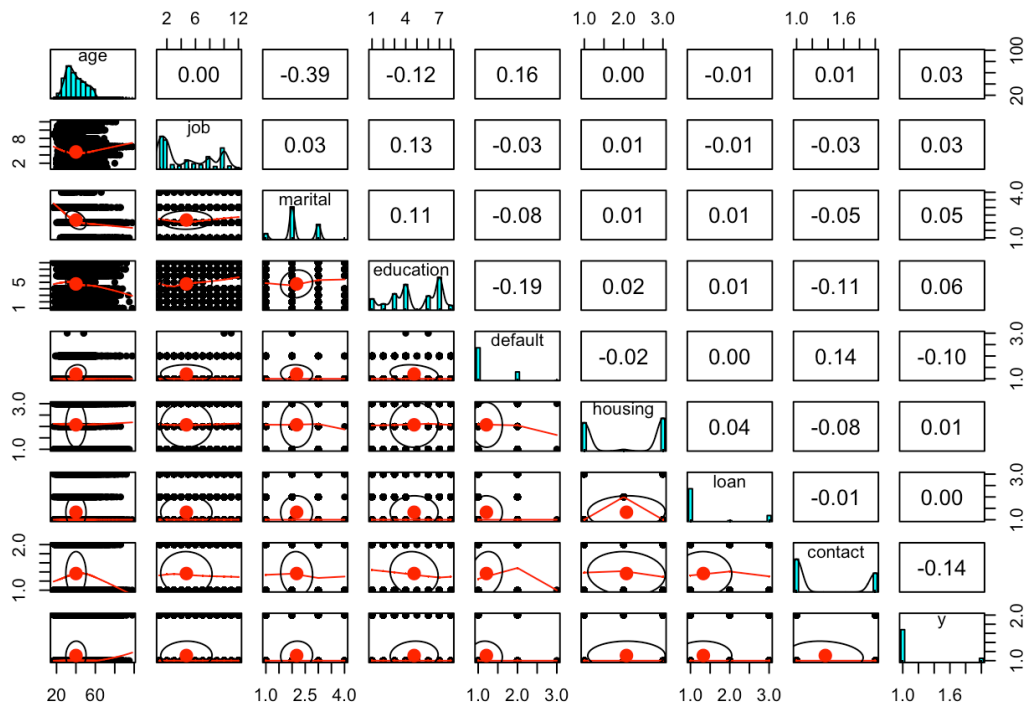 2 6 12 1 4 7 1.0 2.0 3.0 1.0 1.6
age 0.00 -0.39 -0.12 0.16 0.00 -0.01 0.01 0.03 20 100
2 8 job 0.03 0.13 -0.03 0.01 -0.01 -0.03 0.03
marital 0.11 -0.08 0.01 0.01 -0.05 0.05 1.0 4.0
1 5 education -0.19 0.02 0.01 -0.11 0.06
default -0.02 0.00 0.14 -0.10 1.0 3.0
1.0 3.0 housing 0.04 -0.08 0.01
loan -0.01 0.00 1.0 3.0
1.0 2.0 contact -0.14
y 1.0 2.0
20 60 1.0 2.5 4.0 1.0 2.0 3.0 1.0 2.0 3.0 1.0 1.6